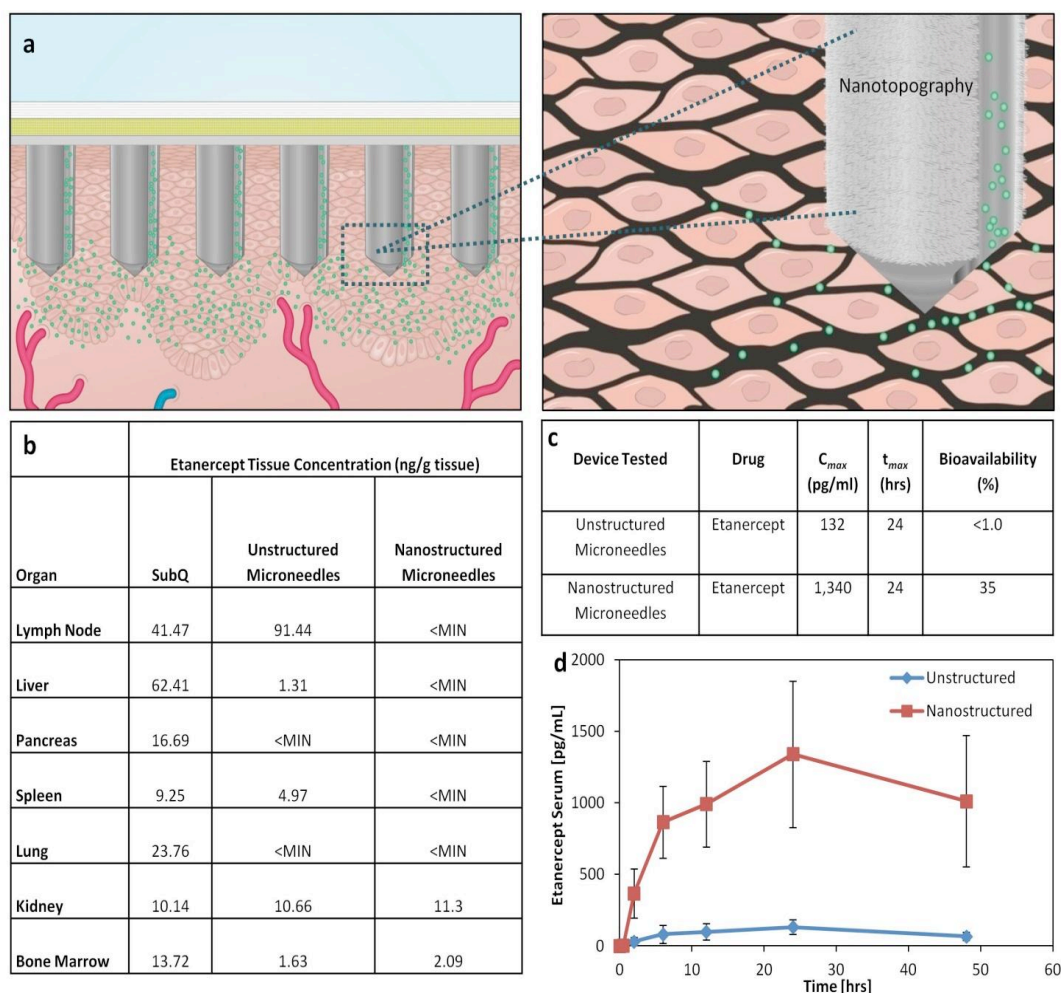 a
Nanotopography
b
Etanercept Tissue Concentration (ng/g tissue)
Organ SubQ Unstructured Microneedles Nanostructured Microneedles
Lymph Node 41.47 91.44 <MIN
Liver 62.41 1.31 <MIN
Pancreas 16.69 <MIN <MIN
Spleen 9.25 4.97 <MIN
Lung 23.76 <MIN <MIN
Kidney 10.14 10.66 11.3
Bone Marrow 13.72 1.63 2.09
c
Device Tested Drug Cmax (pg/ml) tmax (hrs) Bioavailability (%)
Unstructured Microneedles Etanercept 132 24 <1.0
Nanostructured Microneedles Etanercept 1,340 24 35
d
Etanercept Serum [pg/mL]
2000
1500
1000
500
0
Unstructured
Nanostructured
0 10 20 30 40 50 60
Time [hrs]